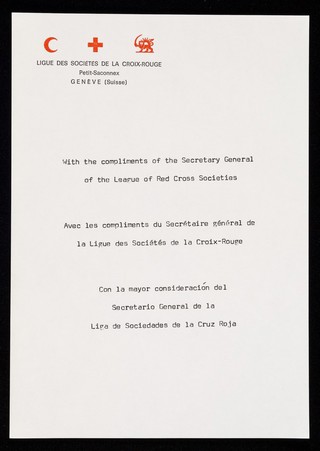 LIGUE DES SOCIETES DE LA CROIX-ROUGE
Petit-Saconnex
GENÈVE (Suisse)
With the compliments of the Secretary General
of the League of Red Cross Societies
Avec les compliments du Secrétaire général de
la Ligue des Sociétés de la Croix-Rouge
Con la mayor consideración del
Secretario General de la
Liga de Sociedades de la Cruz Roja